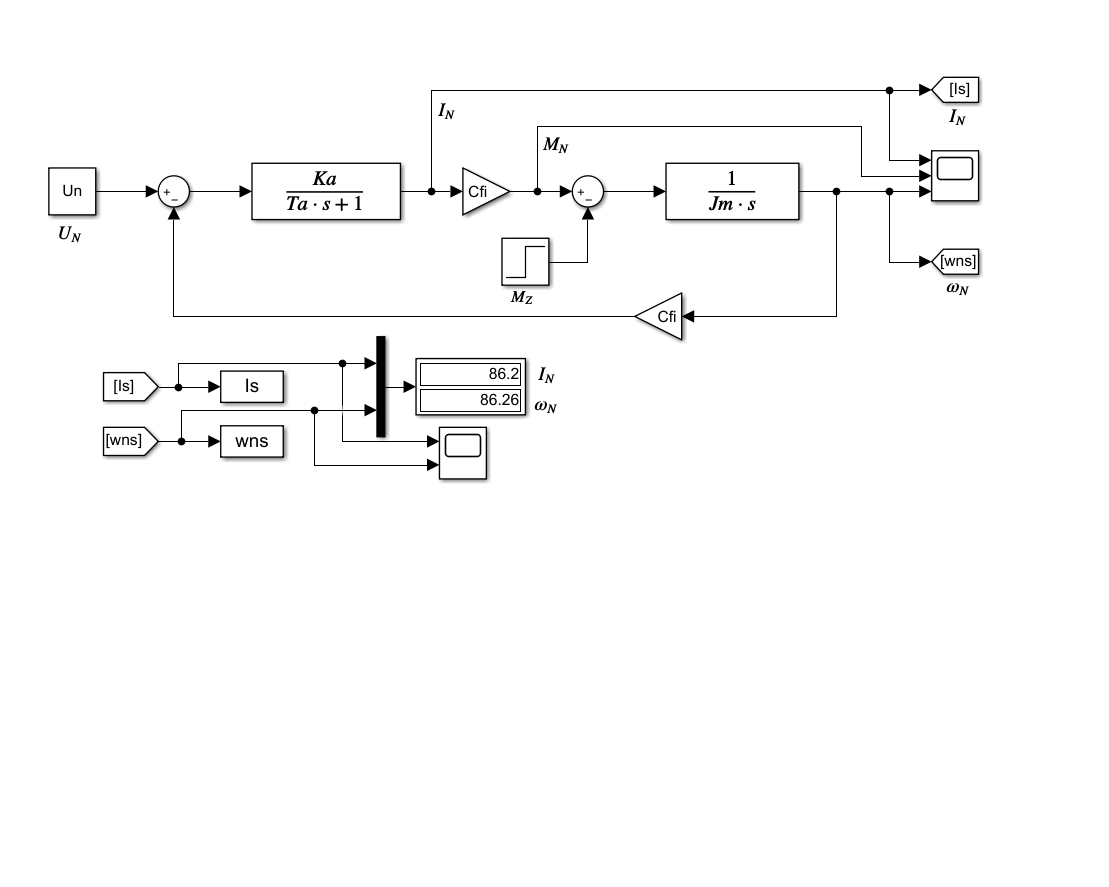 [Is]
I_N
I_N
M_N
Un
+
−
Ka
Ta · s + 1
Cfi
+
−
1
Jm · s
U_N
[wns]
ω_N
M_Z
Cfi
[Is]
Is
86.2
I_N
86.26
ω_N
[wns]
wns